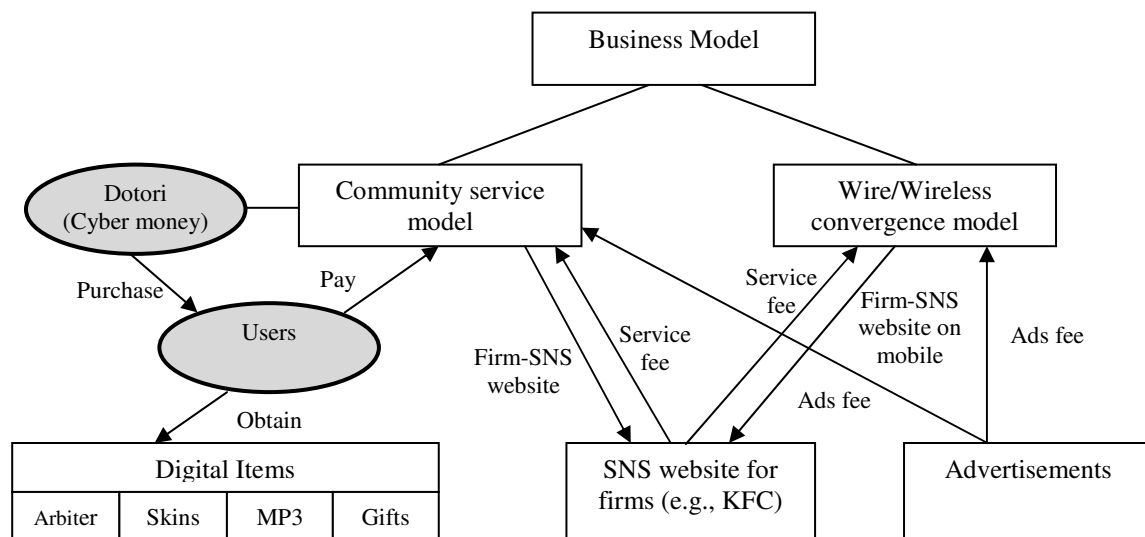 Business Model
Dotori
(Cyber money)
Community service
model
Wire/Wireless
convergence model
Purchase
Pay
Users
Firm-SNS
website
Service
fee
Service
fee
Firm-SNS
website on
mobile
Ads fee
Ads fee
Obtain
Digital Items
Arbiter
Skins
MP3
Gifts
SNS website for
firms (e.g., KFC)
Advertisements